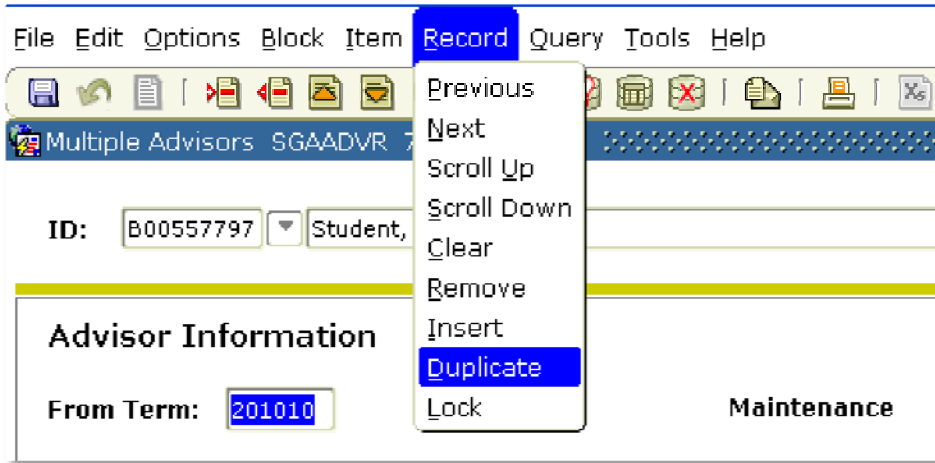 File Edit Options Block Item Record Query Tools Help
Previous
Next
Multiple Advisors SGAADVR 7
Scroll Up
Scroll Down
ID: B00557797 Student,
Clear
Remove
Insert
Advisor Information
Duplicate
From Term: 201010 Maintenance
Lock